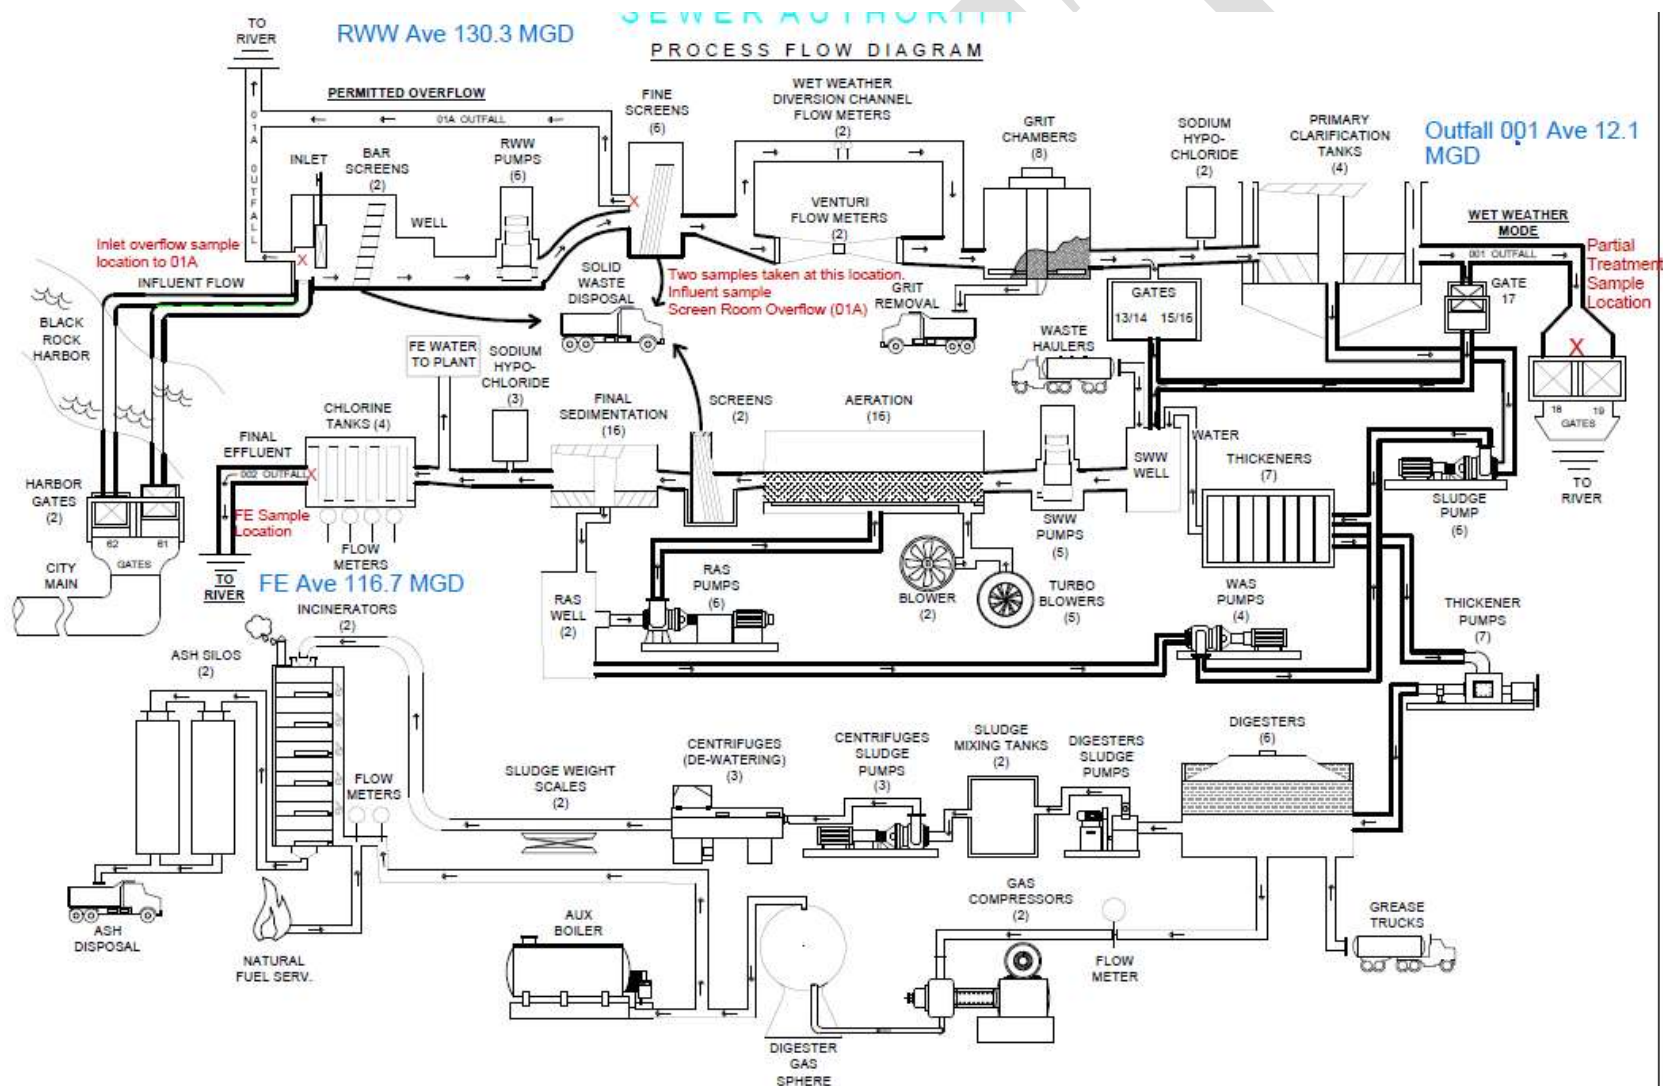 SEWER AUTHORITY
PROCESS FLOW DIAGRAM
TO
RIVER
RWW Ave 130.3 MGD
PERMITTED OVERFLOW
01A OUTFALL
01A OUTFALL
INLET
BAR
SCREENS
(2)
WELL
RWW
PUMPS
(6)
FINE
SCREENS
(6)
WET WEATHER
DIVERSION CHANNEL
FLOW METERS
(2)
VENTURI
FLOW METERS
(2)
GRIT
CHAMBERS
(8)
SODIUM
HYPO-
CHLORIDE
(2)
PRIMARY
CLARIFICATION
TANKS
(4)
Outfall 001 Ave 12.1
MGD
WET WEATHER
MODE
001 OUTFALL
Partial
Treatment
Sample
Location
X
X
X
Inlet overflow sample
location to 01A
INFLUENT FLOW
SOLID
WASTE
DISPOSAL
Two samples taken at this location.
Influent sample
Screen Room Overflow (01A)
GRIT
REMOVAL
GATES
13/14 15/16
GATE
17
18 19
GATES
TO
RIVER
BLACK
ROCK
HARBOR
FE WATER
TO PLANT
SODIUM
HYPO-
CHLORIDE
(3)
WASTE
HAULERS
CHLORINE
TANKS (4)
FINAL
SEDIMENTATION
(16)
SCREENS
(2)
AERATION
(16)
WATER
SWW
WELL
THICKENERS
(7)
SLUDGE
PUMP
(6)
FINAL
EFFLUENT
002 OUTFALL
X
FE Sample
Location
HARBOR
GATES
(2)
62 61
GATES
CITY
MAIN
TO
RIVER
FLOW
METERS
FE Ave 116.7 MGD
SWW
PUMPS
(5)
RAS
WELL
(2)
RAS
PUMPS
(6)
BLOWER
(2)
TURBO
BLOWERS
(5)
WAS
PUMPS
(4)
THICKENER
PUMPS
(7)
INCINERATORS
(2)
ASH SILOS
(2)
FLOW
METERS
SLUDGE WEIGHT
SCALES
(2)
CENTRIFUGES
(DE-WATERING)
(3)
CENTRIFUGES
SLUDGE
PUMPS
(3)
SLUDGE
MIXING TANKS
(2)
DIGESTERS
SLUDGE
PUMPS
DIGESTERS
(6)
ASH
DISPOSAL
NATURAL
FUEL SERV.
AUX
BOILER
DIGESTER
GAS
SPHERE
GAS
COMPRESSORS
(2)
FLOW
METER
GREASE
TRUCKS